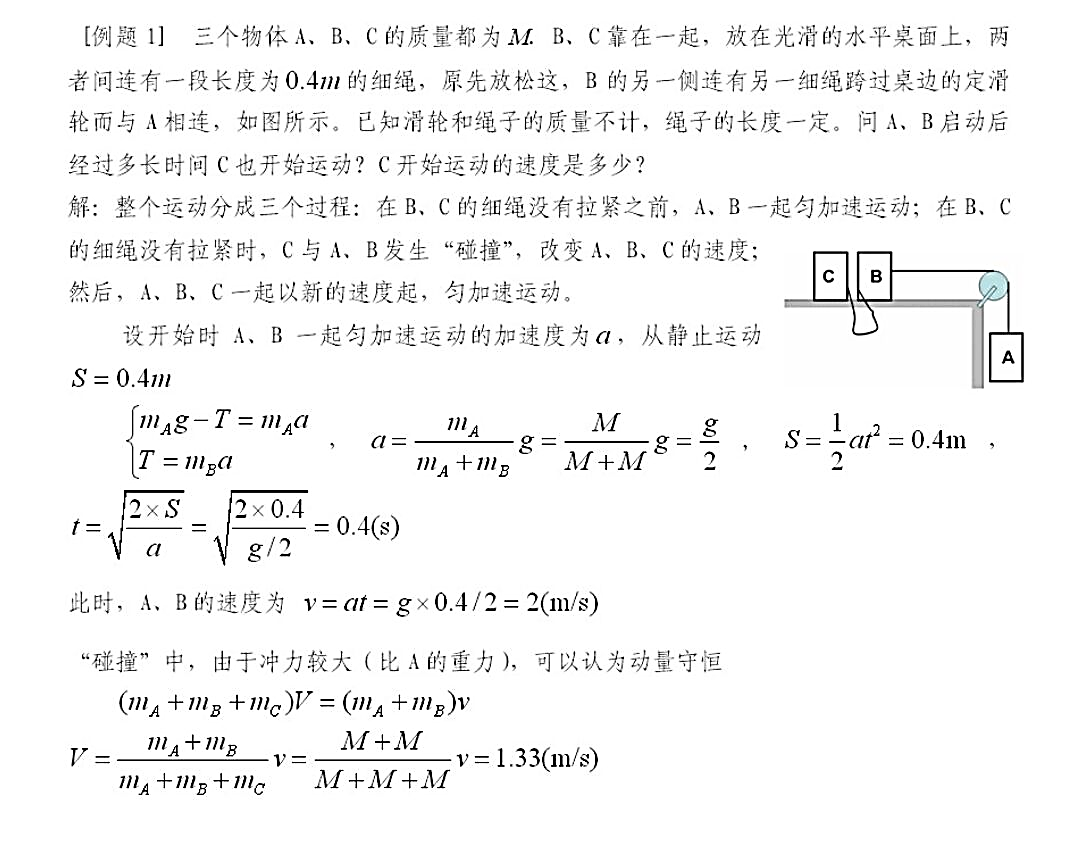 [例题 1] 三个物体 A、B、C 的质量都为 M. B、C 靠在一起，放在光滑的水平桌面上，两
者问连有一段长度为 0.4m 的细绳，原先放松这，B 的另一侧连有另一细绳跨过桌边的定滑
轮而与 A 相连，如图所示。已知滑轮和绳子的质量不计，绳子的长度一定。问 A、B 启动后
经过多长时问 C 也开始运动？C 开始运动的速度是多少？
解：整个运动分成三个过程：在 B、C 的细绳没有拉紧之前，A、B 一起匀加速运动；在 B、C
的细绳没有拉紧时，C 与 A、B 发生“碰撞”，改变 A、B、C 的速度；
然后，A、B、C 一起以新的速度起，匀加速运动。
C B
A
设开始时 A、B 一起匀加速运动的加速度为 a，从静止运动
S = 0.4m
{m_A g − T = m_A a
T = m_B a ， a = m_A/(m_A + m_B) g = M/(M + M) g = g/2 ， S = 1/2 at² = 0.4m ，
t = √(2×S/a) = √(2×0.4/(g/2)) = 0.4(s)
此时，A、B 的速度为 v = at = g×0.4/2 = 2(m/s)
“碰撞”中，由于冲力较大（比 A 的重力），可以认为动量守恒
(m_A + m_B + m_C)V = (m_A + m_B)v
V = (m_A + m_B)/(m_A + m_B + m_C) v = (M + M)/(M + M + M) v = 1.33(m/s)